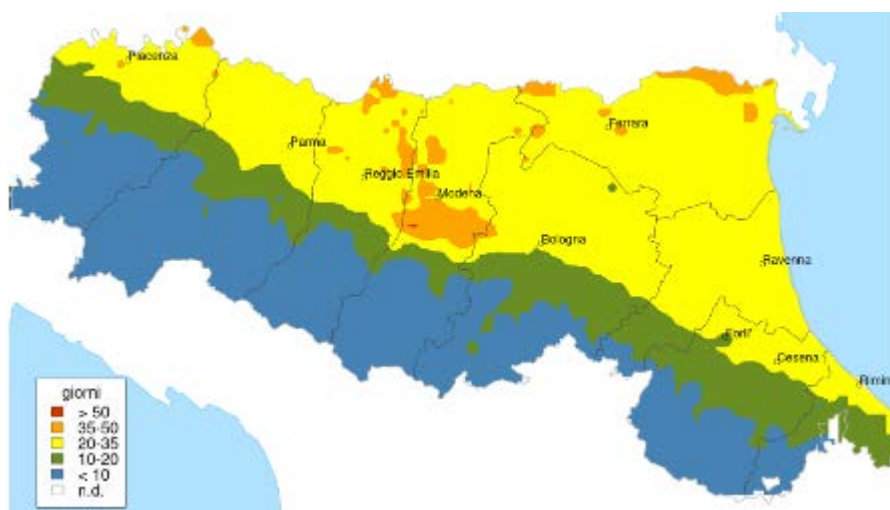 Piacenza
Parma
Reggio Emilia
Modena
Ferrara
Bologna
Ravenna
Forlì'
Cesena
Rimin
giorni
> 50
35-50
20-35
10-20
< 10
n.d.